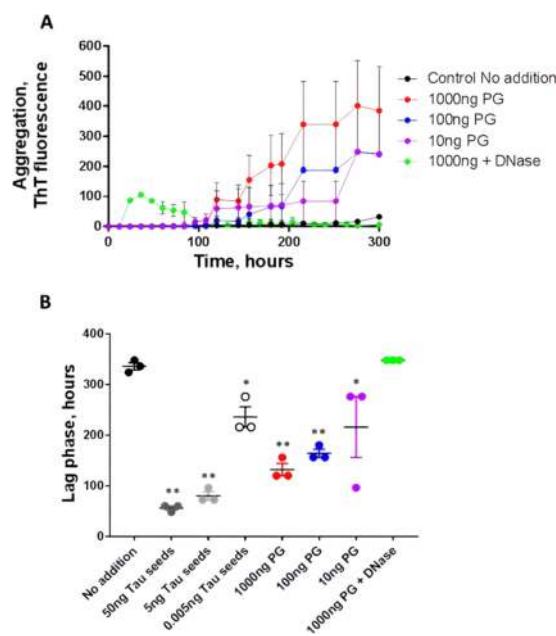 A
Aggregation,
ThT fluorescence
600
500
400
300
200
100
0
0
100
200
300
Time, hours
Control No addition
1000ng PG
100ng PG
10ng PG
1000ng + DNase
B
Lag phase, hours
400
300
200
100
0
**
**
*
**
**
*
No addition
50ng Tau seeds
5ng Tau seeds
0.005ng Tau seeds
1000ng PG
100ng PG
10ng PG
1000ng PG + DNase